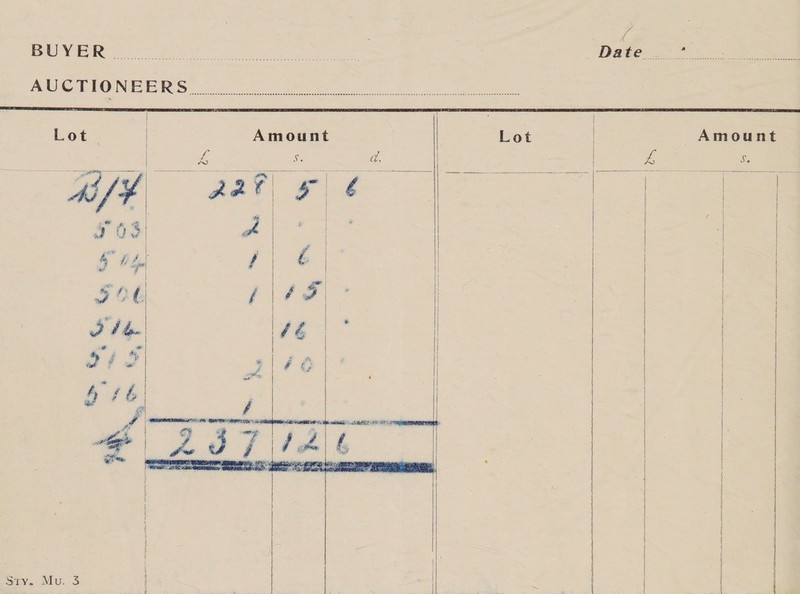 BUYER Date
AUCTIONEERS
Lot Amount Lot Amount
£ s. d. £ s.
B/F 228 5 6
503 2 . .
504 1 6 .
506 1 15 .
514 16 .
515 2 10 .
516 1 . .
£ 237 12 6
STY. MU. 3